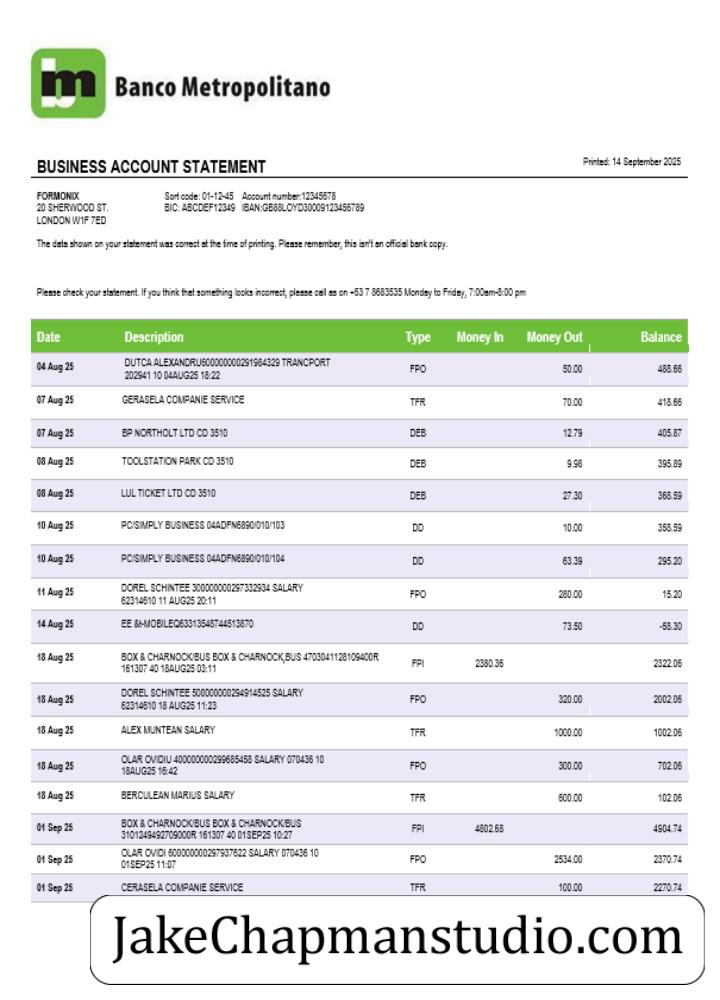 bm Banco Metropolitano
BUSINESS ACCOUNT STATEMENT
Printed: 14 September 2025
FORMONIX
Sort code: 01-12-45 Account number:12345678
20 SHERWOOD ST.
BIC: ABCDEF12349 IBAN:GB88LOYD30009123456789
LONDON W1F 7ED
The data shown on your statement was correct at the time of printing. Please remember, this isn't an official bank copy.
Please check your statement. If you think that something looks incorrect, please call as on +53 7 8683535 Monday to Friday, 7:00am-8:00 pm
Date Description Type Money In Money Out Balance
04 Aug 25 DUTCA ALEXANDRU600000000291984329 TRANCPORT
202941 10 04AUG25 18:22 FPO 50.00 488.66
07 Aug 25 GERASELA COMPANIE SERVICE TFR 70.00 418.66
07 Aug 25 BP NORTHOLT LTD CD 3510 DEB 12.79 405.87
08 Aug 25 TOOLSTATION PARK CD 3510 DEB 9.98 395.89
08 Aug 25 LUL TICKET LTD CD 3510 DEB 27.30 368.59
10 Aug 25 PC/SIMPLY BUSINESS 04ADFN6890/010/103 DD 10.00 358.59
10 Aug 25 PC/SIMPLY BUSINESS 04ADFN6890/010/104 DD 63.39 295.20
11 Aug 25 DOREL SCHINTEE 300000000297332934 SALARY
62314610 11 AUG25 20:11 FPO 280.00 15.20
14 Aug 25 EE &t-MOBILEQ63313548744513870 DD 73.50 -58.30
18 Aug 25 BOX & CHARNOCK/BUS BOX & CHARNOCK,BUS 4703041128109400R
161307 40 18AUG25 03:11 FPI 2380.36 2322.06
18 Aug 25 DOREL SCHINTEE 500000000294914525 SALARY
62314610 18 AUG25 11:23 FPO 320.00 2002.06
18 Aug 25 ALEX MUNTEAN SALARY TFR 1000.00 1002.06
18 Aug 25 OLAR OVIDIU 400000000299685458 SALARY 070436 10
18AUG25 16:42 FPO 300.00 702.06
18 Aug 25 BERCULEAN MARIUS SALARY TFR 600.00 102.06
01 Sep 25 BOX & CHARNOCK/BUS BOX & CHARNOCK/BUS
3101249492709000R 161307 40 01SEP25 10:27 FPI 4802.68 4904.74
01 Sep 25 OLAR OVIDI 600000000297937622 SALARY 070436 10
01SEP25 11:07 FPO 2534.00 2370.74
01 Sep 25 CERASELA COMPANIE SERVICE TFR 100.00 2270.74
JakeChapmanstudio.com